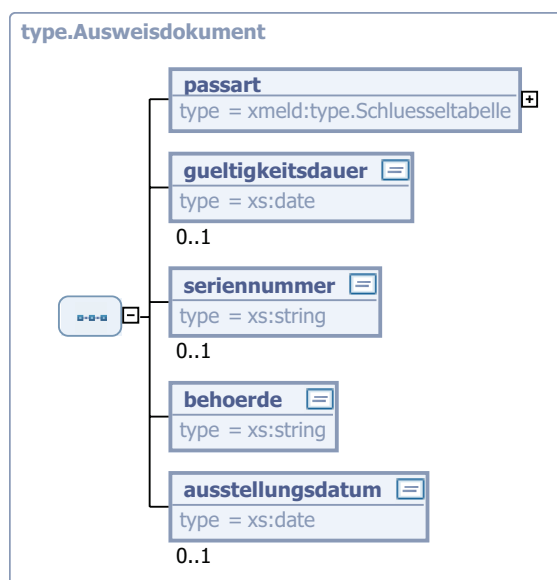 type.Ausweisdokument
passart
type = xmeld:type.Schluesseltabelle
gueltigkeitsdauer
type = xs:date
0..1
seriennummer
type = xs:string
0..1
behoerde
type = xs:string
ausstellungsdatum
type = xs:date
0..1